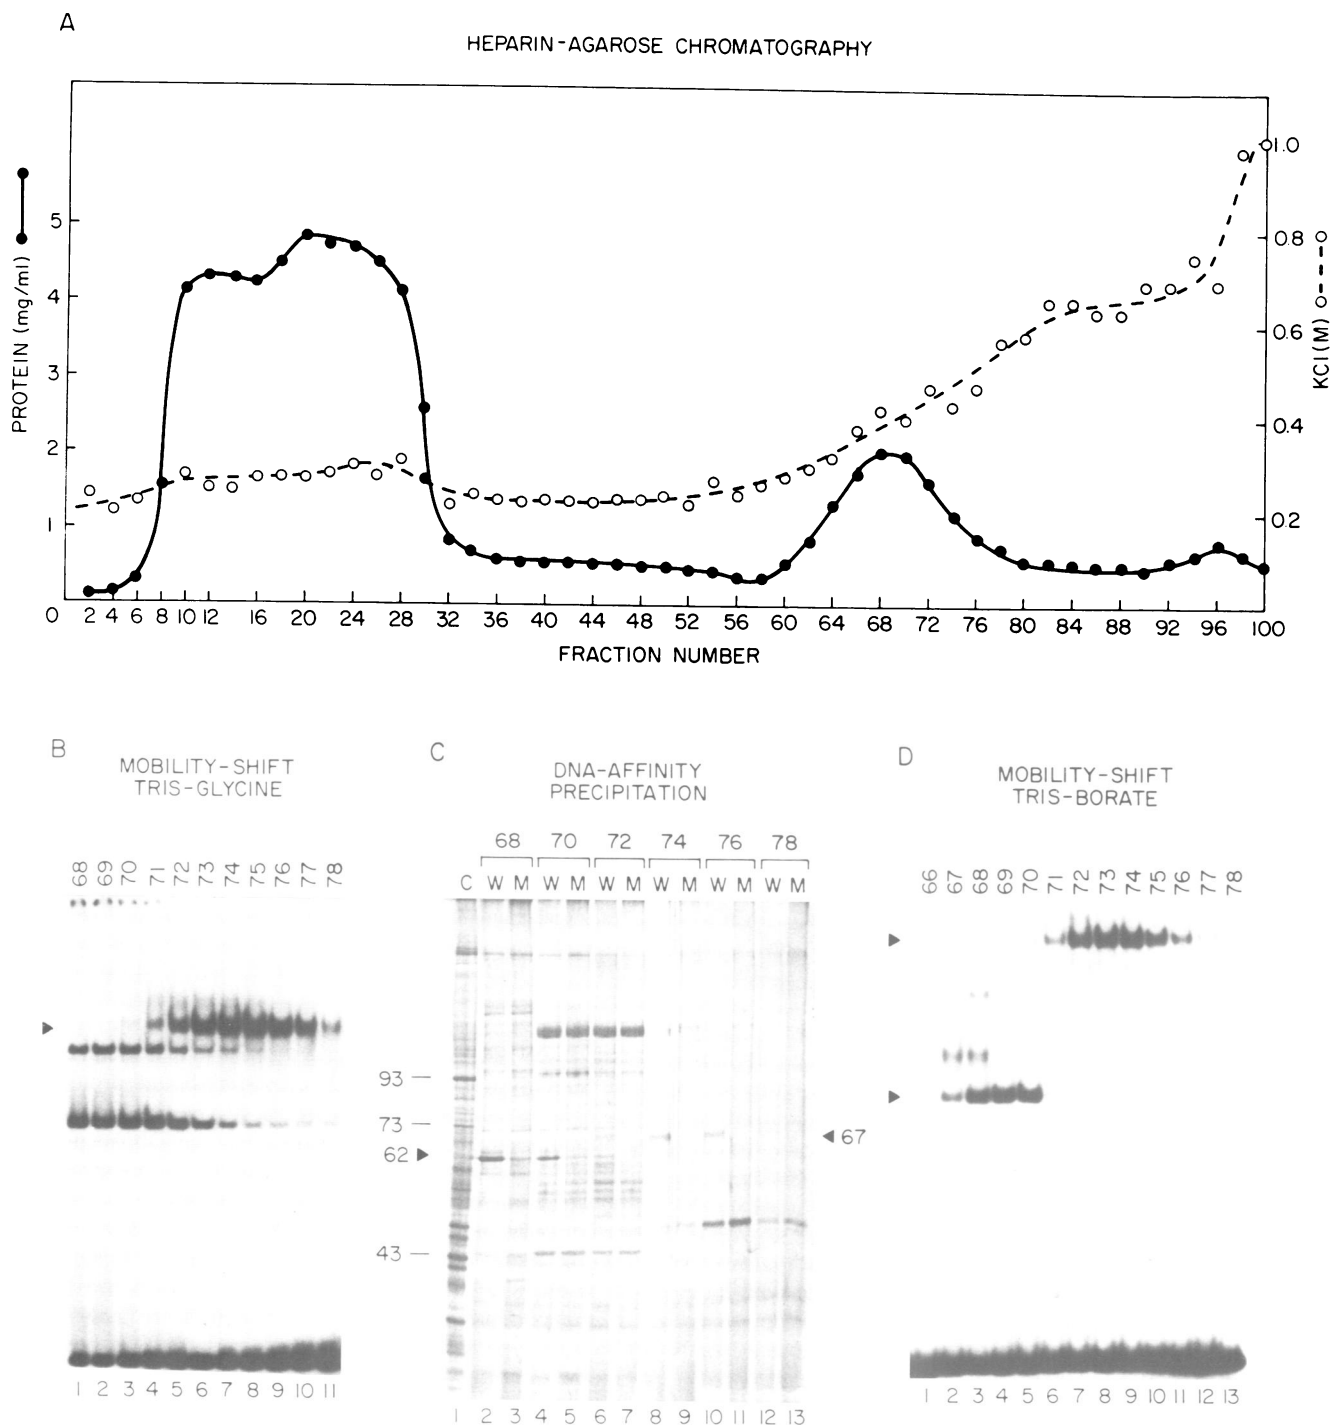 A
HEPARIN-AGAROSE CHROMATOGRAPHY
PROTEIN (mg/ml)
5
4
3
2
1
1.0
0.8
0.6
0.4
0.2
KCl (M)
0 2 4 6 8 10 12 16 20 24 28 32 36 40 44 48 52 56 60 64 68 72 76 80 84 88 92 96 100
FRACTION NUMBER
B
MOBILITY-SHIFT
TRIS-GLYCINE
68 69 70 71 72 73 74 75 76 77 78
1 2 3 4 5 6 7 8 9 10 11
C
DNA-AFFINITY
PRECIPITATION
68 70 72 74 76 78
C W M W M W M W M W M W M
93
73
62
43
67
1 2 3 4 5 6 7 8 9 10 11 12 13
D
MOBILITY-SHIFT
TRIS-BORATE
66 67 68 69 70 71 72 73 74 75 76 77 78
1 2 3 4 5 6 7 8 9 10 11 12 13